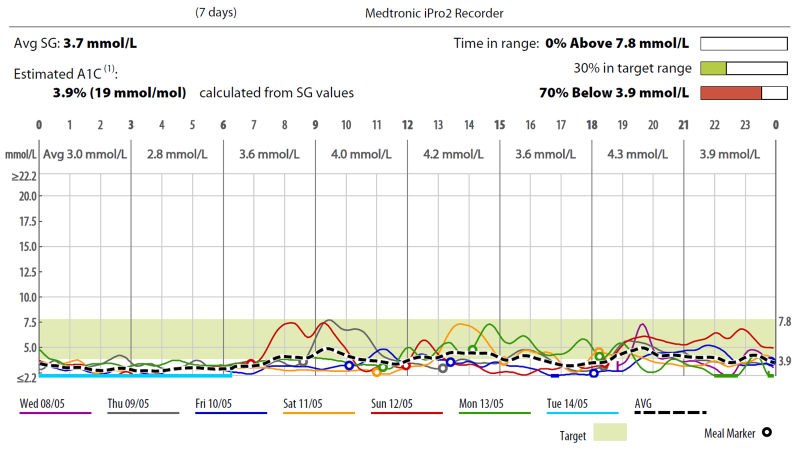 (7 days) Medtronic iPro2 Recorder
Avg SG: 3.7 mmol/L Time in range: 0% Above 7.8 mmol/L
Estimated A1C (1): 30% in target range
3.9% (19 mmol/mol) calculated from SG values 70% Below 3.9 mmol/L
0 1 2 3 4 5 6 7 8 9 10 11 12 13 14 15 16 17 18 19 20 21 22 23 0
mmol/L Avg 3.0 mmol/L 2.8 mmol/L 3.6 mmol/L 4.0 mmol/L 4.2 mmol/L 3.6 mmol/L 4.3 mmol/L 3.9 mmol/L
≥22.2
20.0
17.5
15.0
12.5
10.0
7.5 7.8
5.0
3.9
≤2.2
Wed 08/05 Thu 09/05 Fri 10/05 Sat 11/05 Sun 12/05 Mon 13/05 Tue 14/05 AVG
Target Meal Marker